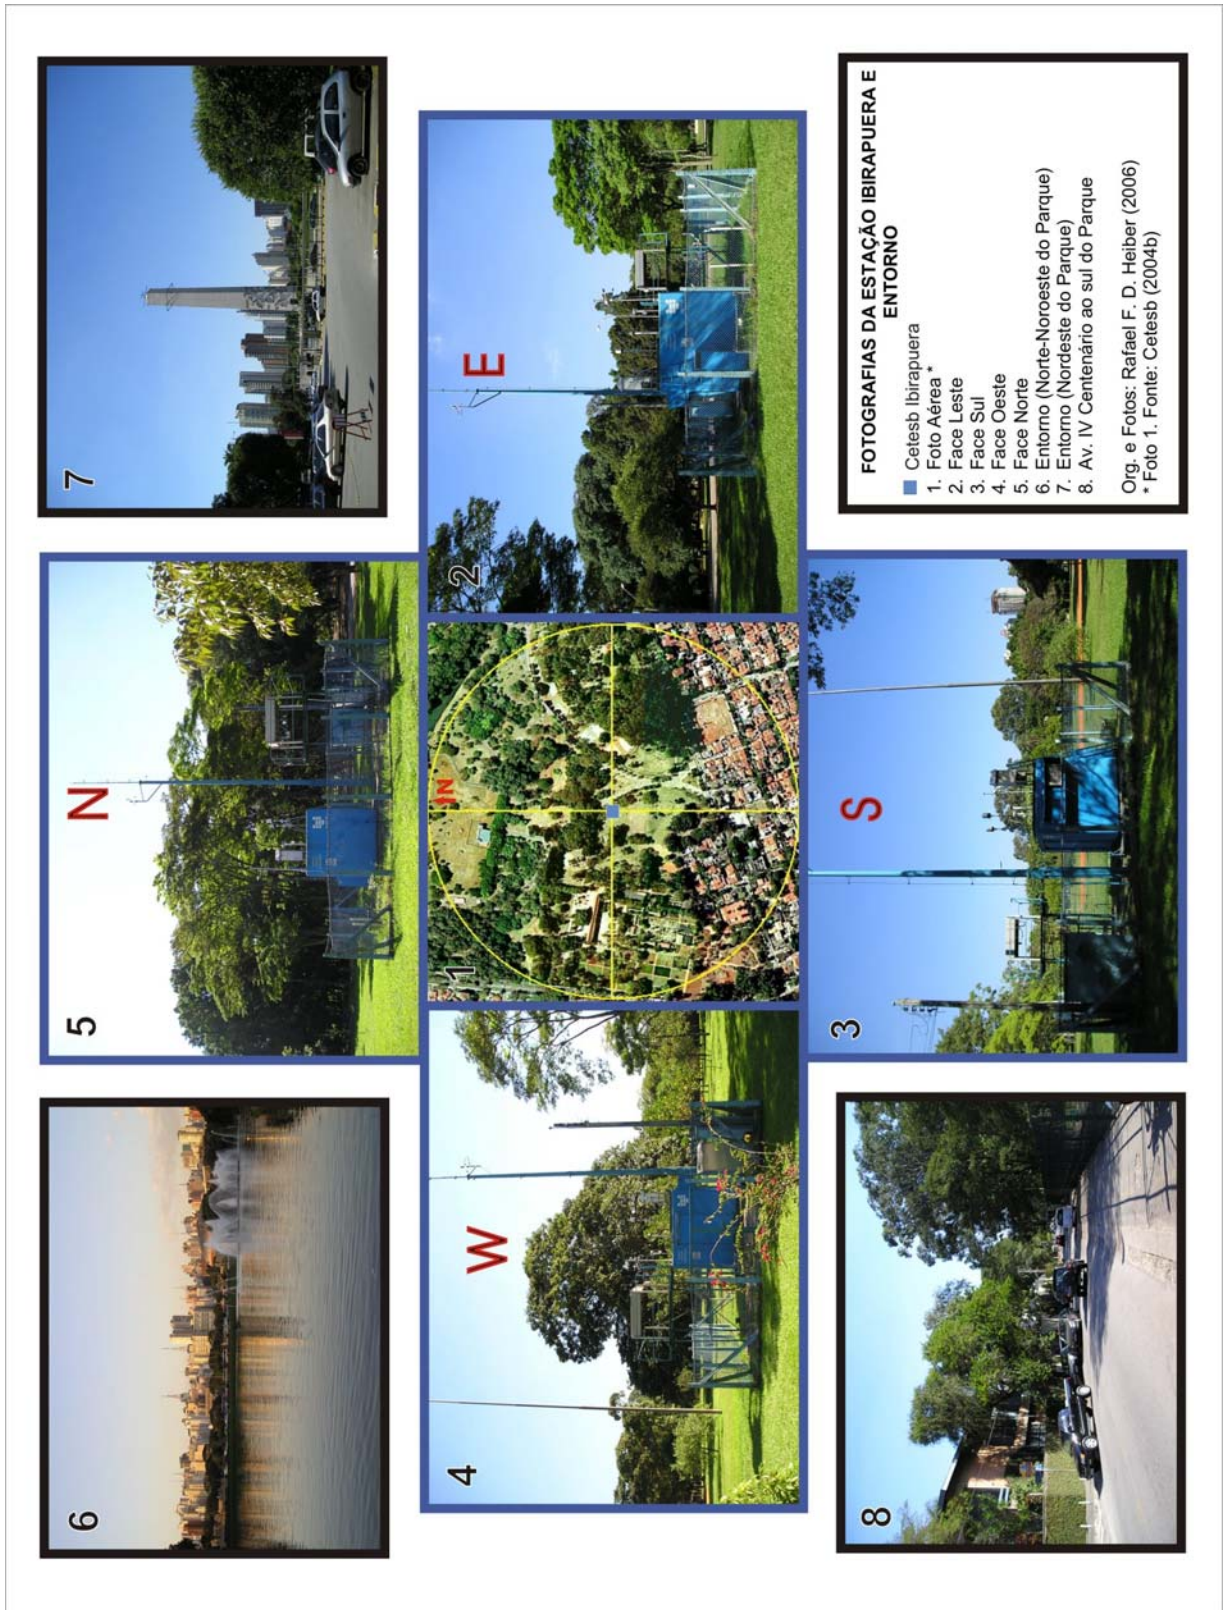 6
5
N
7
4
W
1
N
2
E
8
3
S
FOTOGRAFIAS DA ESTAÇÃO IBIRAPUERA E
ENTORNO
Cetesb Ibirapuera
1. Foto Aérea *
2. Face Leste
3. Face Sul
4. Face Oeste
5. Face Norte
6. Entorno (Norte-Noroeste do Parque)
7. Entorno (Nordeste do Parque)
8. Av. IV Centenário ao sul do Parque
Org. e Fotos: Rafael F. D. Heiber (2006)
* Foto 1. Fonte: Cetesb (2004b)